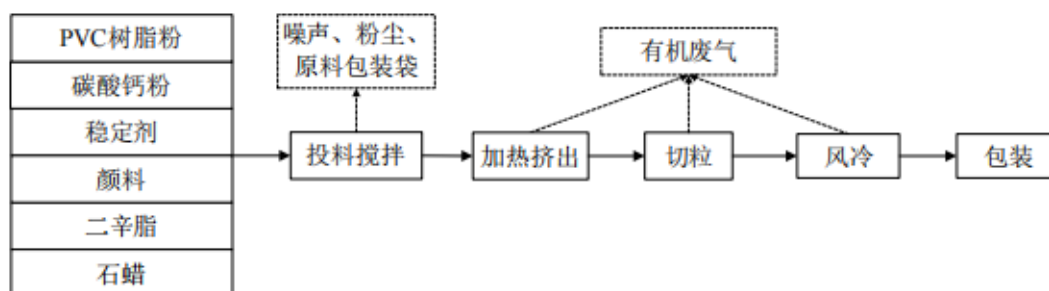 PVC树脂粉
碳酸钙粉
稳定剂
颜料
二辛脂
石蜡
噪声、粉尘、
原料包装袋
投料搅拌
有机废气
加热挤出
切粒
风冷
包装